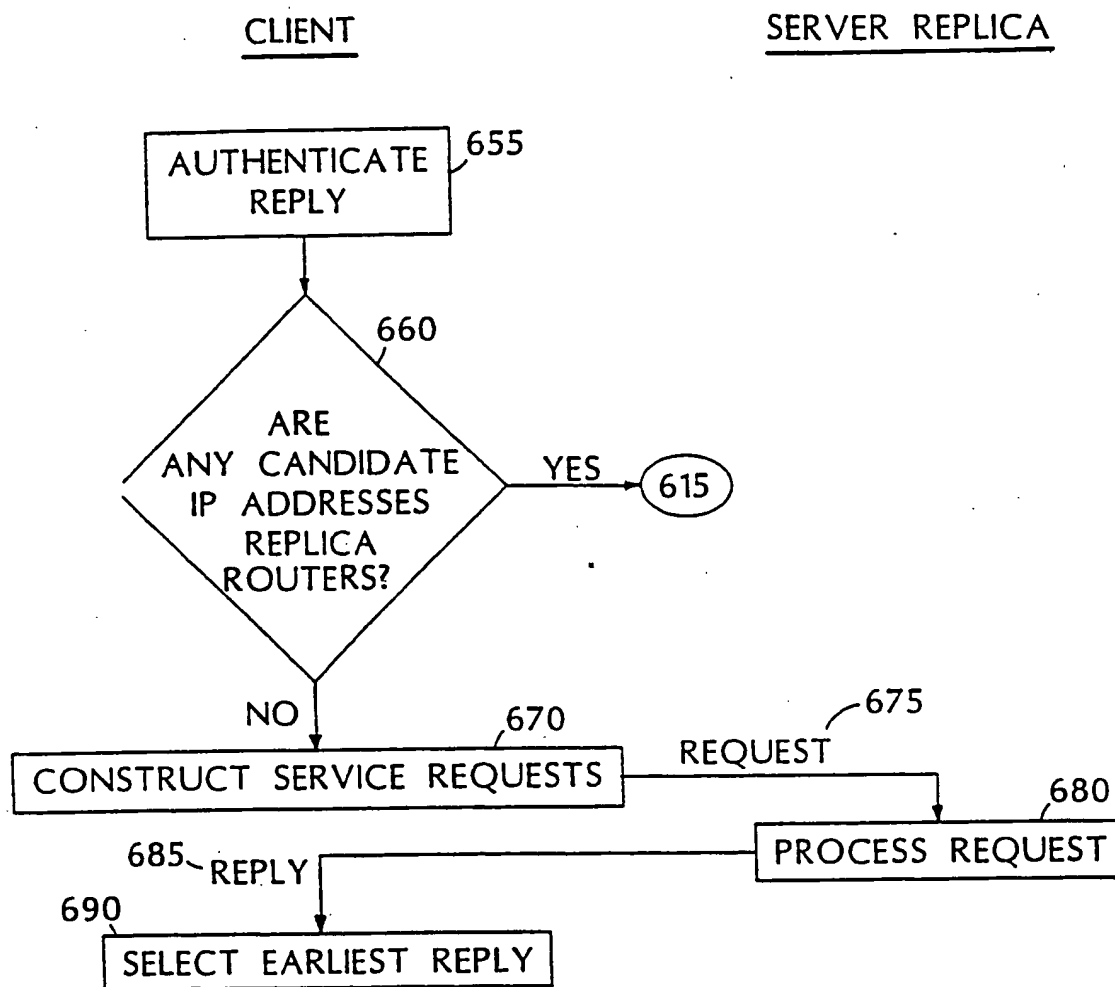 CLIENT
SERVER REPLICA
655
AUTHENTICATE
REPLY
660
ARE
ANY CANDIDATE
IP ADDRESSES
REPLICA
ROUTERS?
YES
615
NO
670
CONSTRUCT SERVICE REQUESTS
675
REQUEST
680
PROCESS REQUEST
685
REPLY
690
SELECT EARLIEST REPLY